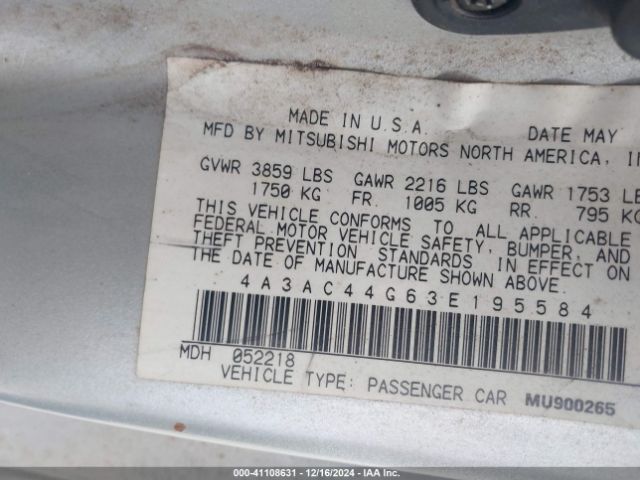 MADE IN U.S.A. DATE MAY
MFD BY MITSUBISHI MOTORS NORTH AMERICA,
GVWR 3859 LBS GAWR 2216 LBS GAWR 1753
1750 KG FR. 1005 KG RR. 795 KG
THIS VEHICLE CONFORMS TO ALL APPLICABLE
FEDERAL MOTOR VEHICLE SAFETY, BUMPER, AND
THEFT PREVENTION STANDARDS IN EFFECT ON
THE DATE OF MANUFACTURE SHOWN ABOVE.
4A3AC44G63E195584
MDH 052218
VEHICLE TYPE: PASSENGER CAR MU900265
000-41108631 - 12/16/2024 - IAA Inc.